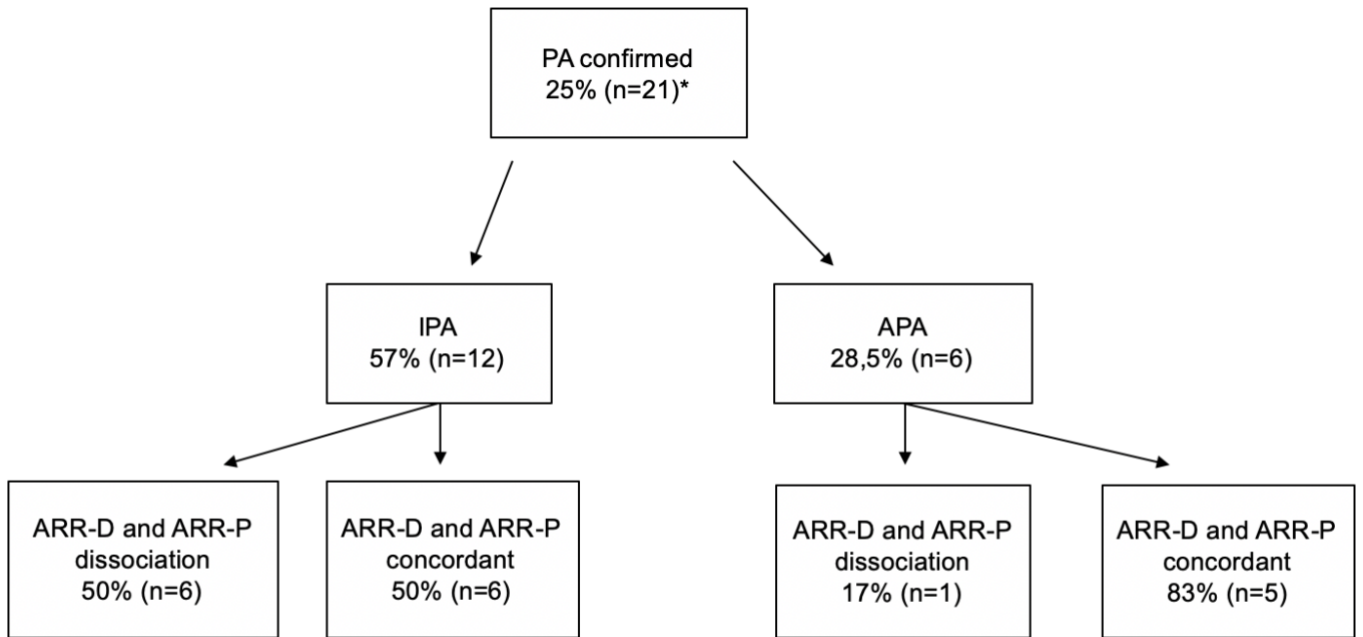 PA confirmed
25% (n=21)*
IPA
57% (n=12)
APA
28,5% (n=6)
ARR-D and ARR-P
dissociation
50% (n=6)
ARR-D and ARR-P
concordant
50% (n=6)
ARR-D and ARR-P
dissociation
17% (n=1)
ARR-D and ARR-P
concordant
83% (n=5)